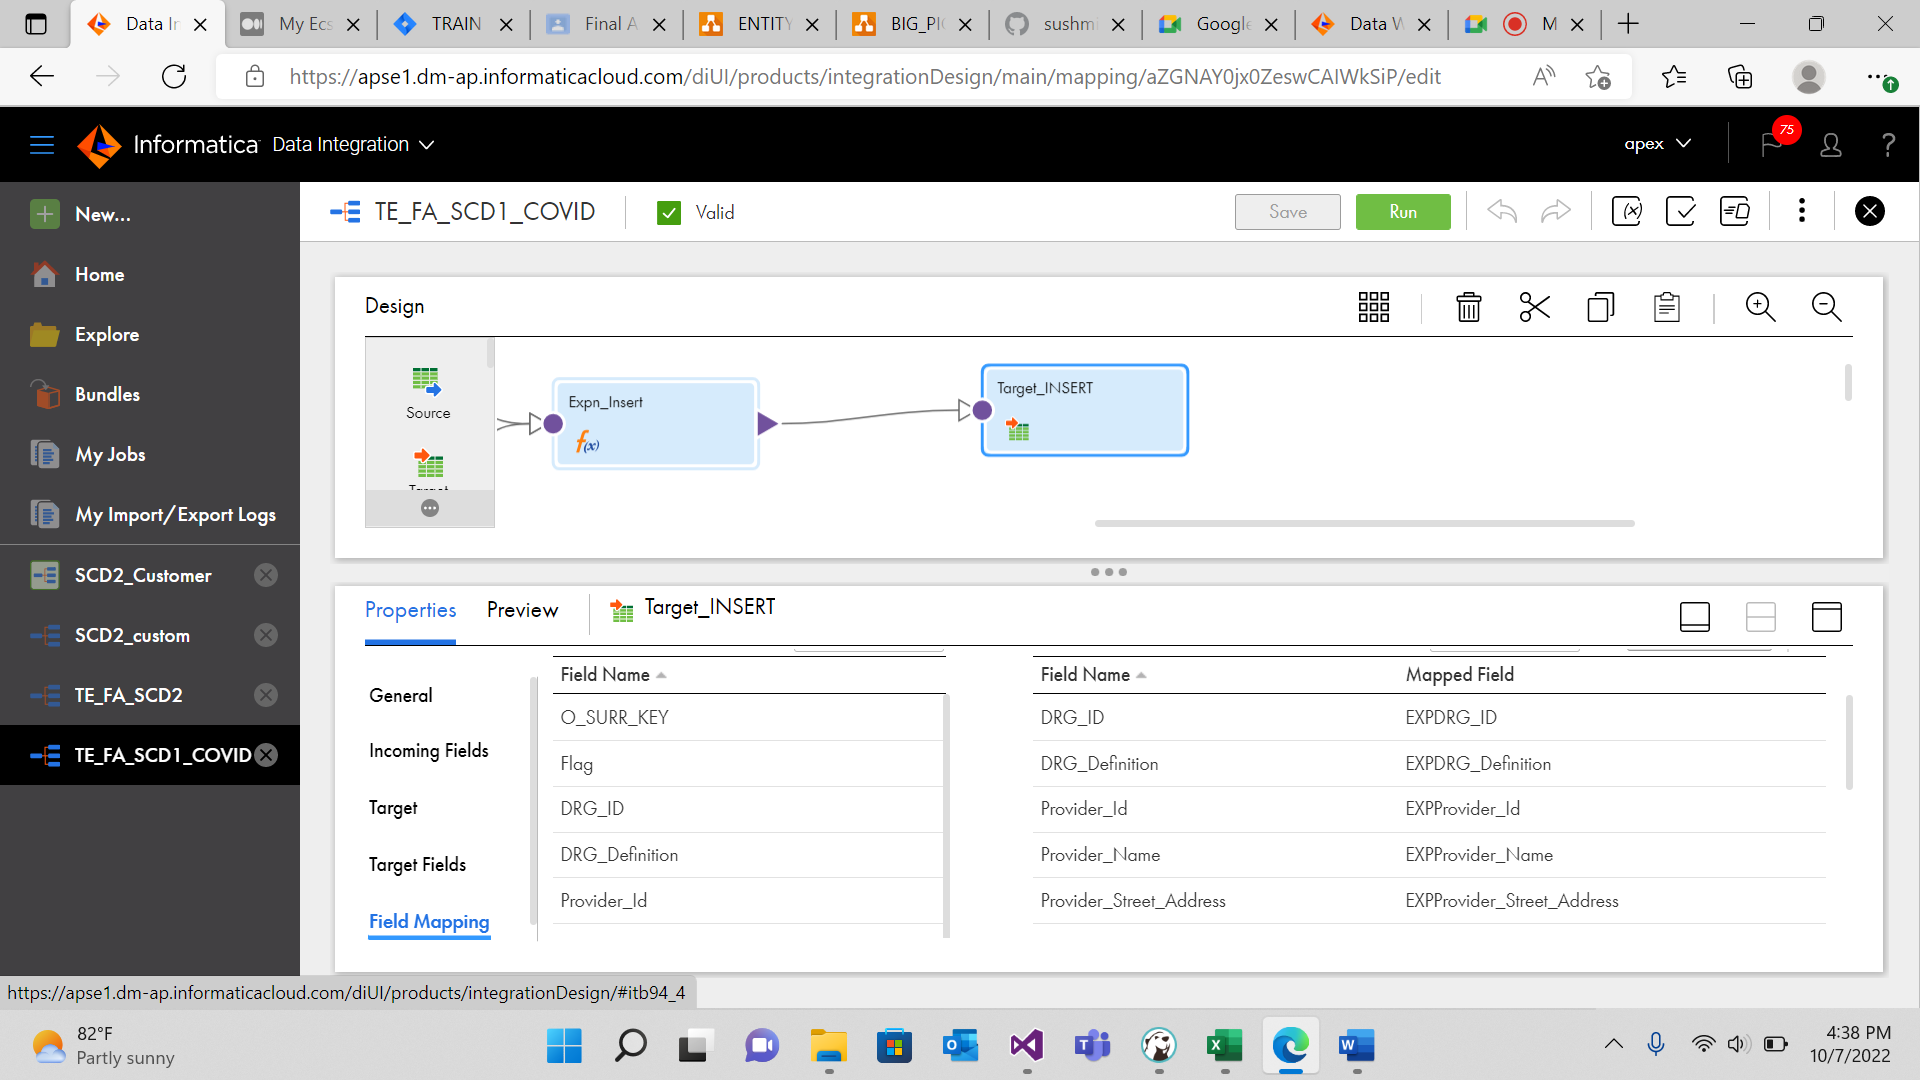 Data In
My Ecs
TRAIN
Final A
ENTITY
BIG_PIC
sushmi
Google
Data W
M
https://apse1.dm-ap.informaticacloud.com/diUI/products/integrationDesign/main/mapping/aZGNAY0jx0ZeswCAIWkSiP/edit
Informatica Data Integration
apex
75
?
New...
Home
Explore
Bundles
My Jobs
My Import/Export Logs
SCD2_Customer
SCD2_custom
TE_FA_SCD2
TE_FA_SCD1_COVID
TE_FA_SCD1_COVID
Valid
Save
Run
Design
Source
Target
Expn_Insert
f(x)
Target_INSERT
Properties
Preview
Target_INSERT
General
Incoming Fields
Target
Target Fields
Field Mapping
Field Name
O_SURR_KEY
Flag
DRG_ID
DRG_Definition
Provider_Id
Field Name Mapped Field
DRG_ID EXPDRG_ID
DRG_Definition EXPDRG_Definition
Provider_Id EXPProvider_Id
Provider_Name EXPProvider_Name
Provider_Street_Address EXPProvider_Street_Address
https://apse1.dm-ap.informaticacloud.com/diUI/products/integrationDesign/#itb94_4
82°F
Partly sunny
4:38 PM
10/7/2022